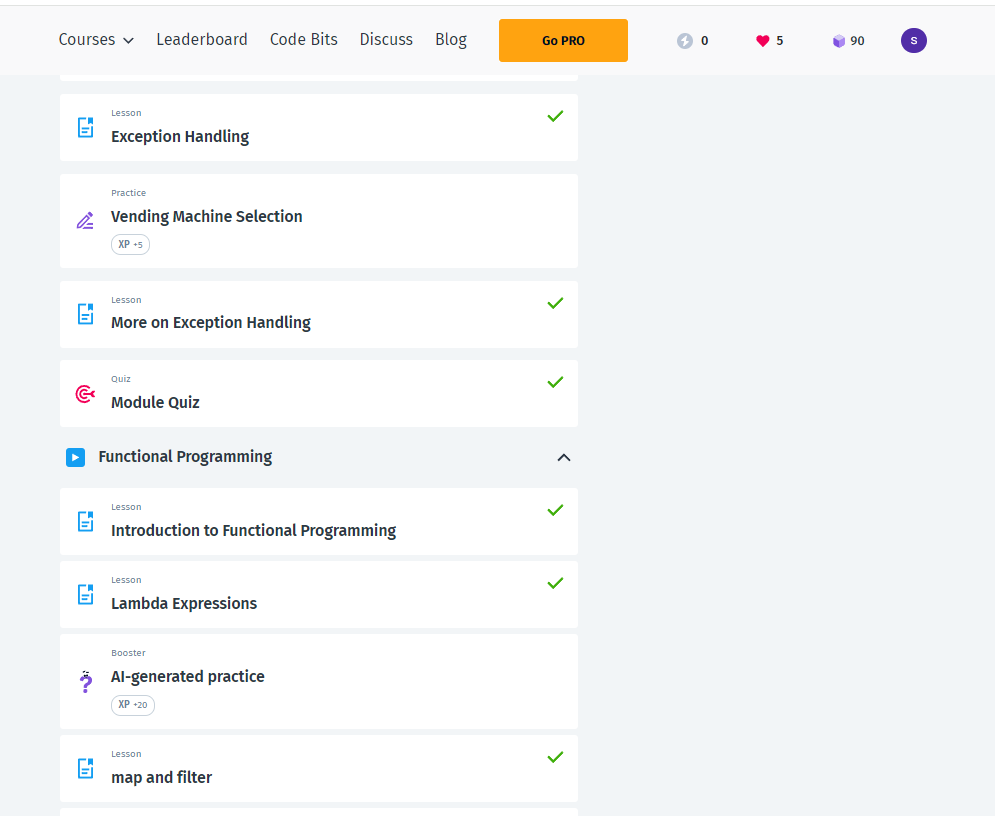 Courses Leaderboard Code Bits Discuss Blog Go PRO 0 5 90 S
Lesson
Exception Handling
Practice
Vending Machine Selection
XP +5
Lesson
More on Exception Handling
Quiz
Module Quiz
Functional Programming
Lesson
Introduction to Functional Programming
Lesson
Lambda Expressions
Booster
AI-generated practice
XP +20
Lesson
map and filter